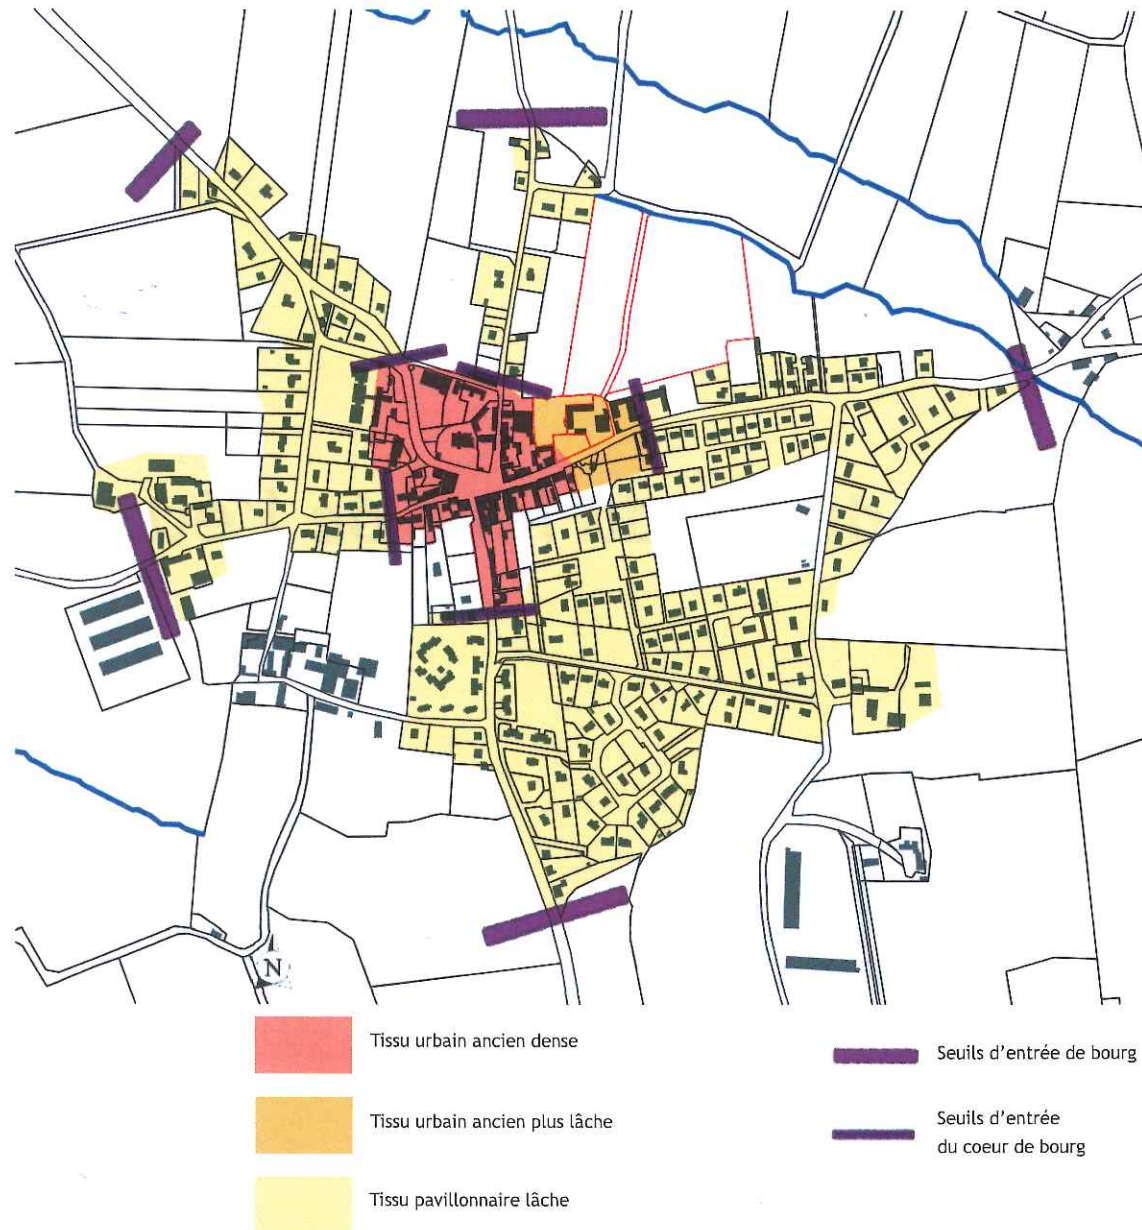 N
Tissu urbain ancien dense
Tissu urbain ancien plus lâche
Tissu pavillonnaire lâche
Seuils d'entrée de bourg
Seuils d'entrée
du coeur de bourg